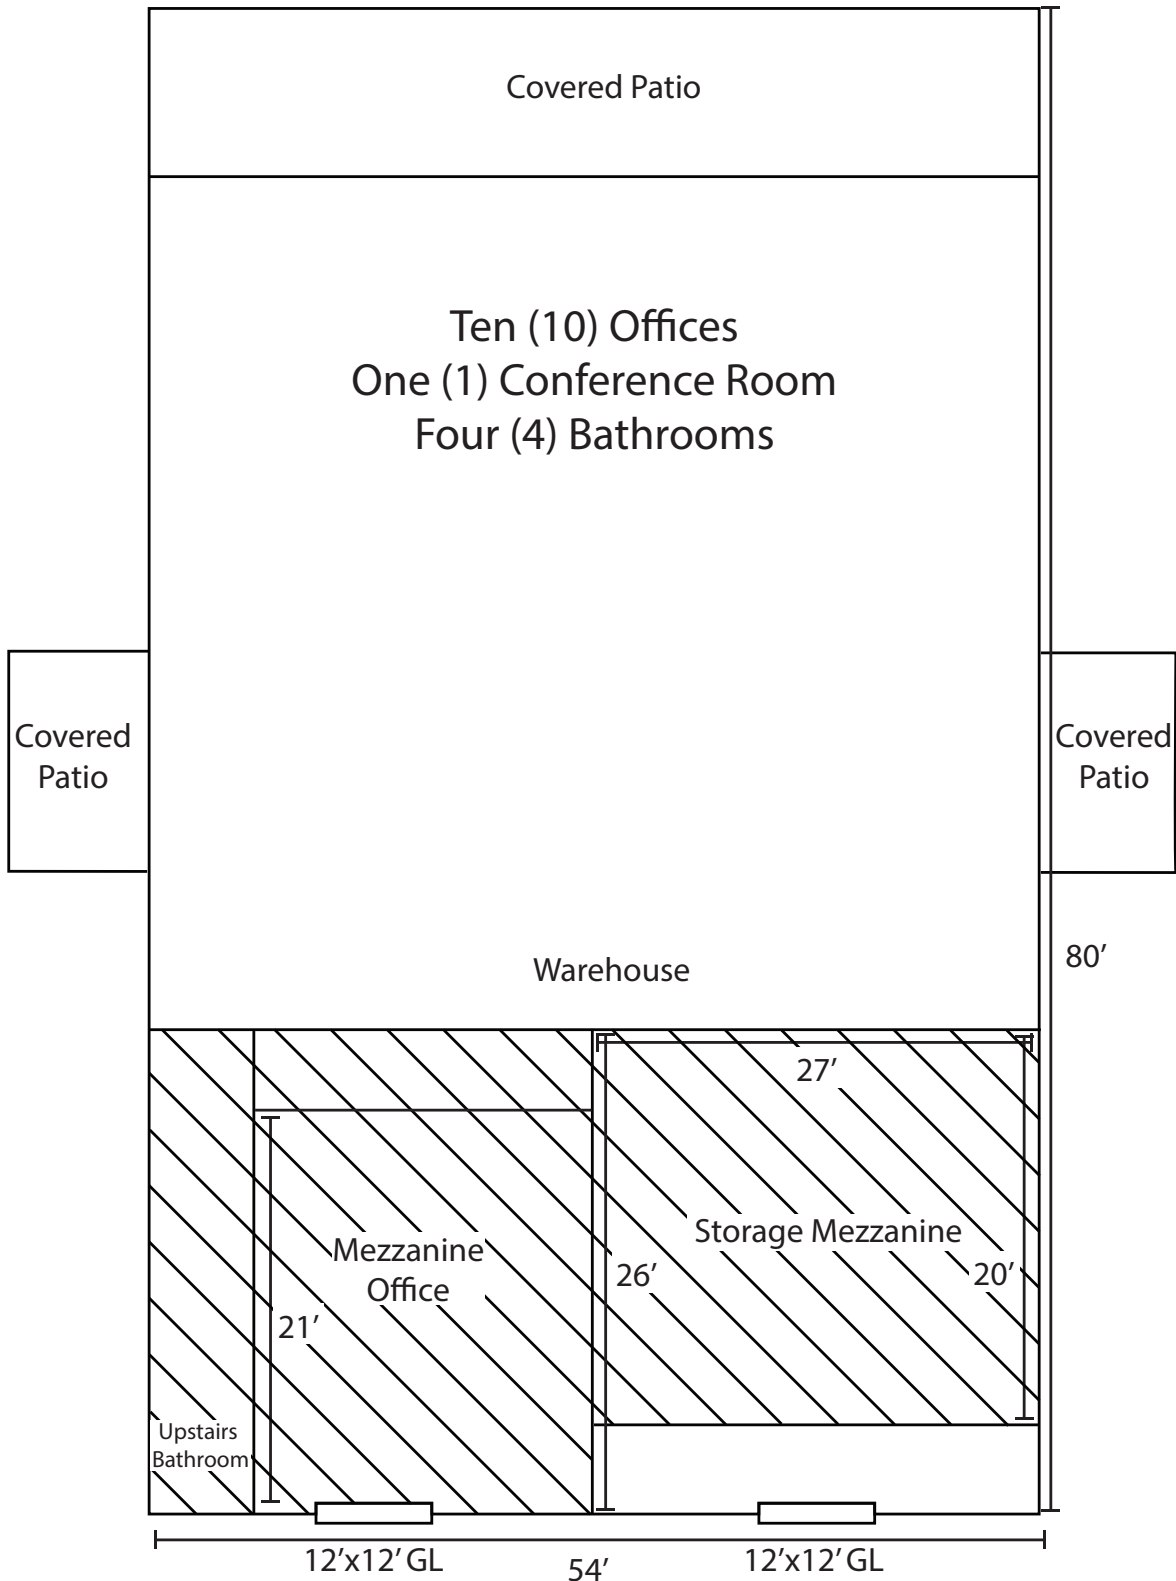 Covered Patio
Ten (10) Offices
One (1) Conference Room
Four (4) Bathrooms
Covered
Patio
Covered
Patio
80’
Warehouse
27’
Storage Mezzanine
Mezzanine
Office
26’
20’
21’
Upstairs
Bathroom
12’x12’ GL
54’
12’x12’ GL